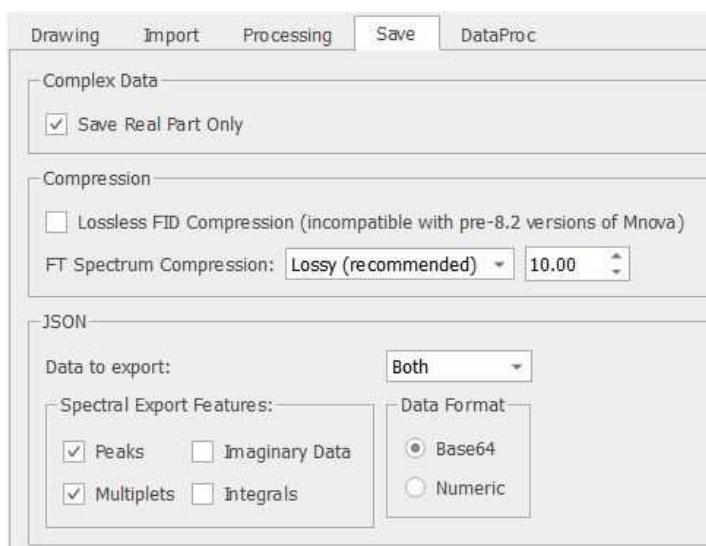 Drawing Import Processing Save DataProc
Complex Data
Save Real Part Only
Compression
Lossless FID Compression (incompatible with pre-8.2 versions of Mnova)
FT Spectrum Compression: Lossy (recommended) 10.00
JSON
Data to export: Both
Spectral Export Features: Data Format
Peaks Imaginary Data Base64
Multiplets Integrals Numeric